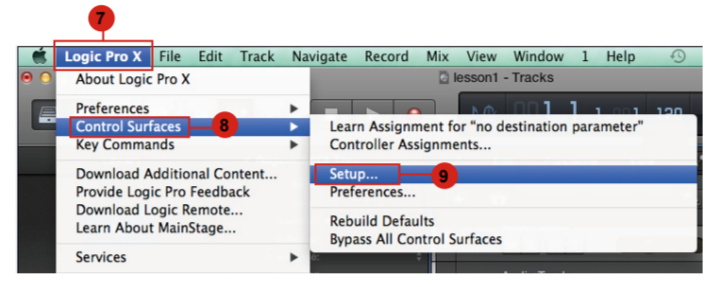 7
Logic Pro X File Edit Track Navigate Record Mix View Window 1 Help
About Logic Pro X
lesson1 - Tracks
Preferences
Control Surfaces 8
Key Commands
Download Additional Content...
Provide Logic Pro Feedback
Download Logic Remote...
Learn About MainStage...
Services
Learn Assignment for "no destination parameter"
Controller Assignments...
Setup... 9
Preferences...
Rebuild Defaults
Bypass All Control Surfaces